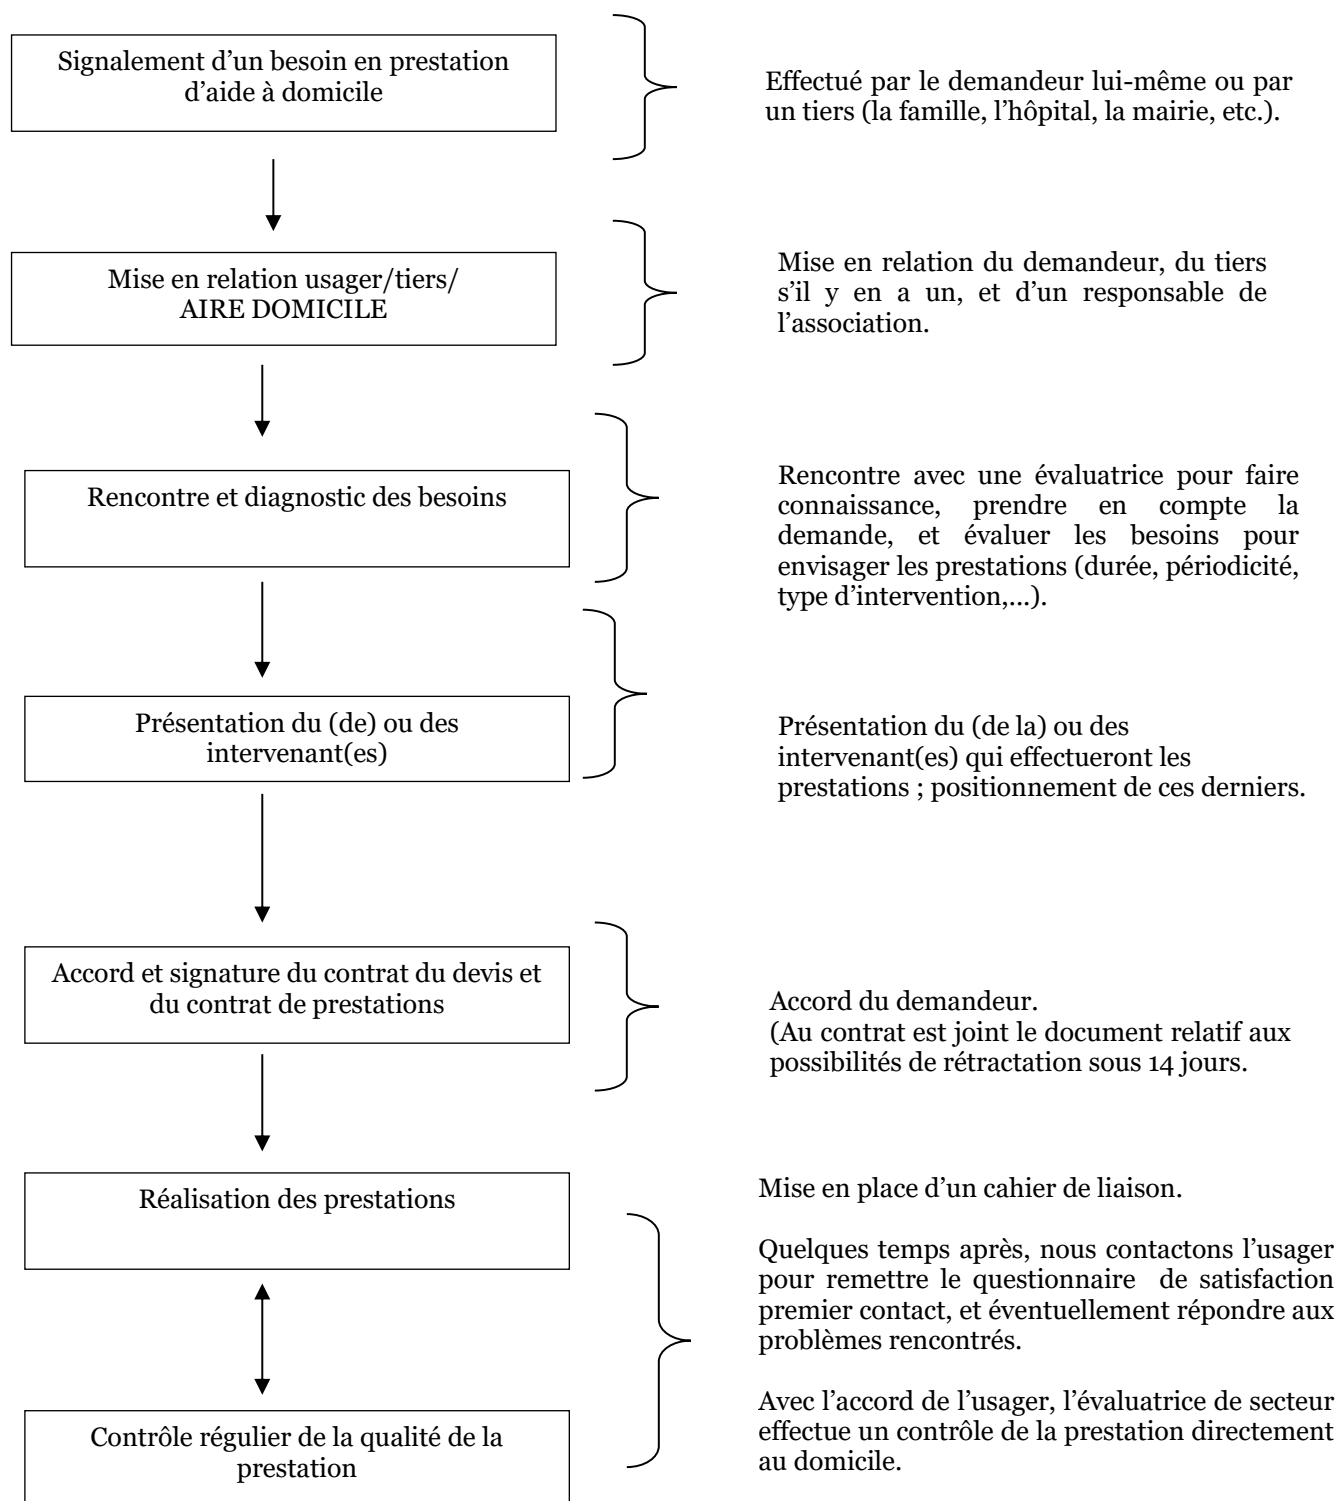 Signalement d’un besoin en prestation
d’aide à domicile
Effectué par le demandeur lui-même ou par
un tiers (la famille, l’hôpital, la mairie, etc.).
Mise en relation usager/tiers/
AIRE DOMICILE
Mise en relation du demandeur, du tiers
s’il y en a un, et d’un responsable de
l’association.
Rencontre et diagnostic des besoins
Rencontre avec une évaluatrice pour faire
connaissance, prendre en compte la
demande, et évaluer les besoins pour
envisager les prestations (durée, périodicité,
type d’intervention,...).
Présentation du (de) ou des
intervenant(es)
Présentation du (de la) ou des
intervenant(es) qui effectueront les
prestations ; positionnement de ces derniers.
Accord et signature du contrat du devis et
du contrat de prestations
Accord du demandeur.
(Au contrat est joint le document relatif aux
possibilités de rétractation sous 14 jours.
Réalisation des prestations
Mise en place d’un cahier de liaison.
Quelques temps après, nous contactons l’usager
pour remettre le questionnaire de satisfaction
premier contact, et éventuellement répondre aux
problèmes rencontrés.
Contrôle régulier de la qualité de la
prestation
Avec l’accord de l’usager, l’évaluatrice de secteur
effectue un contrôle de la prestation directement
au domicile.